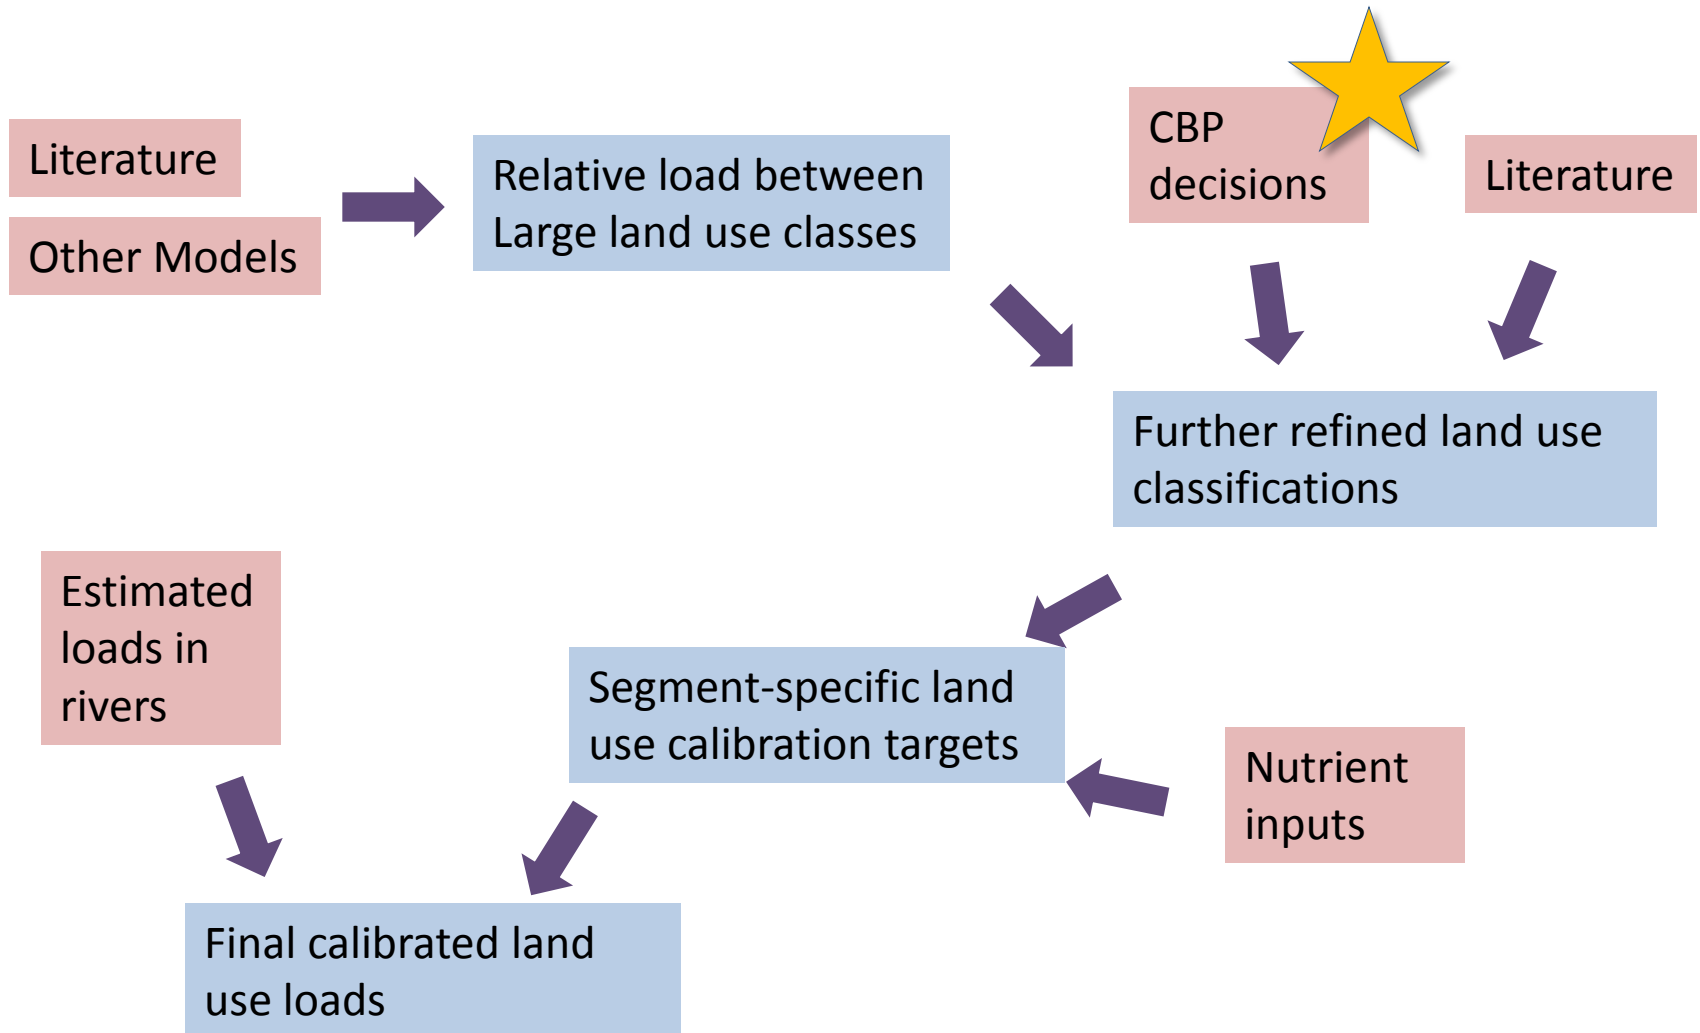 Literature
Other Models
Relative load between
Large land use classes
CBP
decisions
Literature
Further refined land use
classifications
Estimated
loads in
rivers
Segment-specific land
use calibration targets
Nutrient
inputs
Final calibrated land
use loads